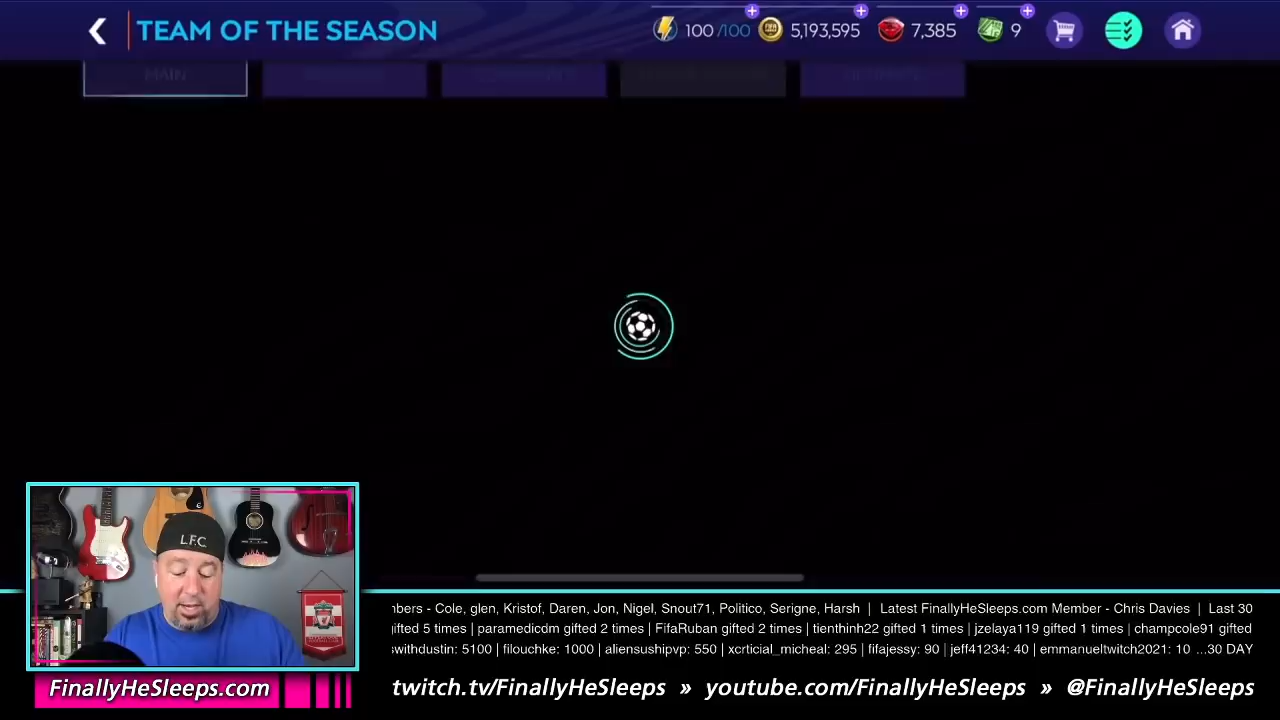 TEAM OF THE SEASON
100/100
5,193,595
7,385
9
MAIN
L.F.C.
nbers - Cole, glen, Kristof, Daren, Jon, Nigel, Snout71, Politico, Serigne, Harsh | Latest FinallyHeSleeps.com Member - Chris Davies | Last 30
ifted 5 times | paramedicdm gifted 2 times | FifaRuban gifted 2 times | tienthinh22 gifted 1 times | jzelaya119 gifted 1 times | champcole91 gifted
withdustin: 5100 | filouchke: 1000 | aliensushipvp: 550 | xcrticial_micheal: 295 | fifajessy: 90 | jeff41234: 40 | emmanueltwitch2021: 10 ...30 DAY
FinallyHeSleeps.com
twitch.tv/FinallyHeSleeps » youtube.com/FinallyHeSleeps » @FinallyHeSleeps